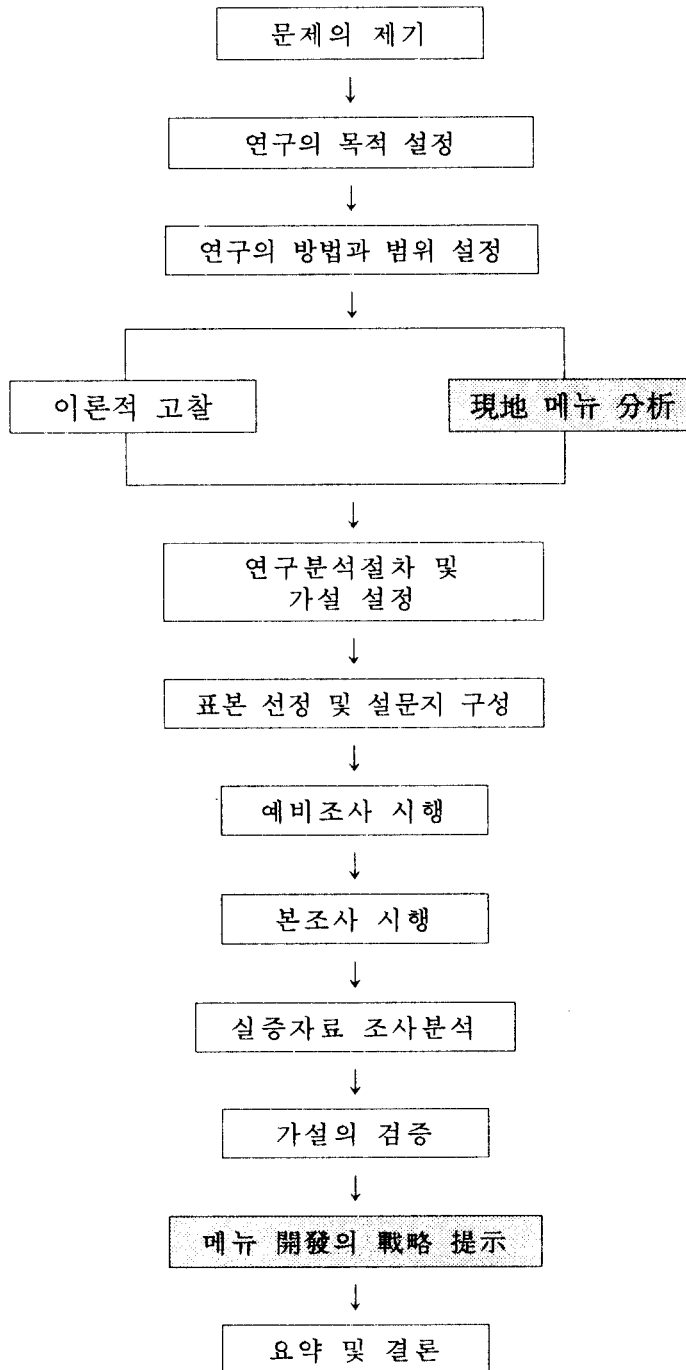 문제의 제기
↓
연구의 목적 설정
↓
연구의 방법과 범위 설정
↓
이론적 고찰
現地 메뉴 分析
↓
연구분석절차 및
가설 설정
↓
표본 선정 및 설문지 구성
↓
예비조사 시행
↓
본조사 시행
↓
실증자료 조사분석
↓
가설의 검증
↓
메뉴 開發의 戰略 提示
↓
요약 및 결론